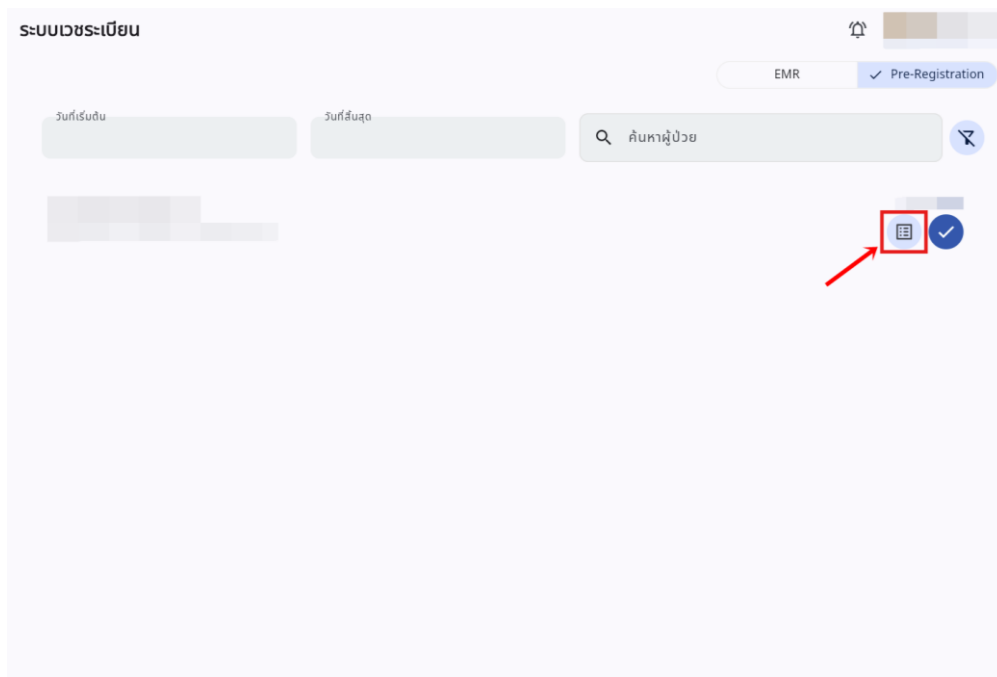 ระบบเวชระเบียน
EMR
Pre-Registration
วันที่เริ่มต้น
วันที่สิ้นสุด
ค้นหาผู้ป่วย